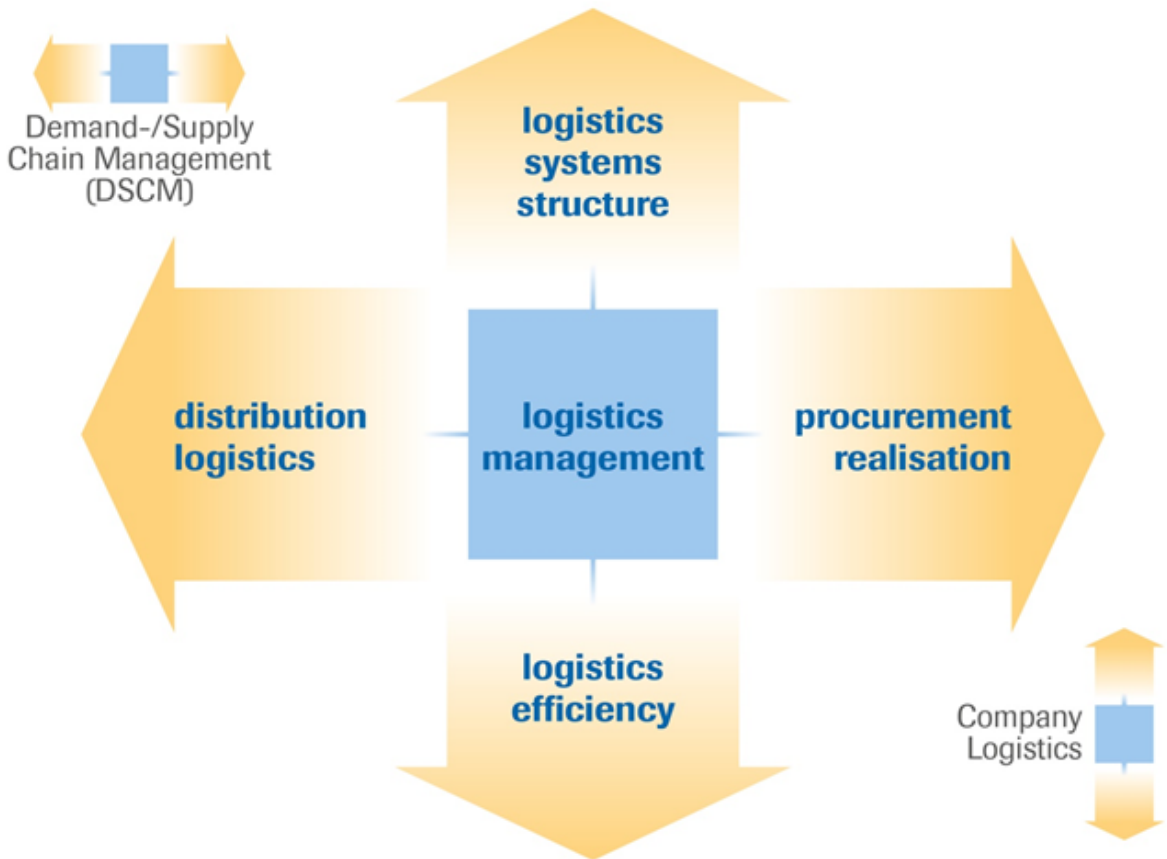 Demand-/Supply
Chain Management
(DSCM)
logistics
systems
structure
distribution
logistics
logistics
management
procurement
realisation
logistics
efficiency
Company
Logistics